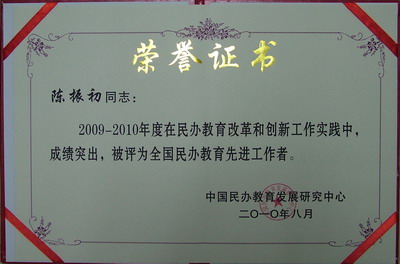 荣誉证书
陈振初同志：
2009-2010年度在民办教育改革和创新工作实践中，
成绩突出，被评为全国民办教育先进工作者。
中国民办教育发展研究中心
二〇一〇年八月